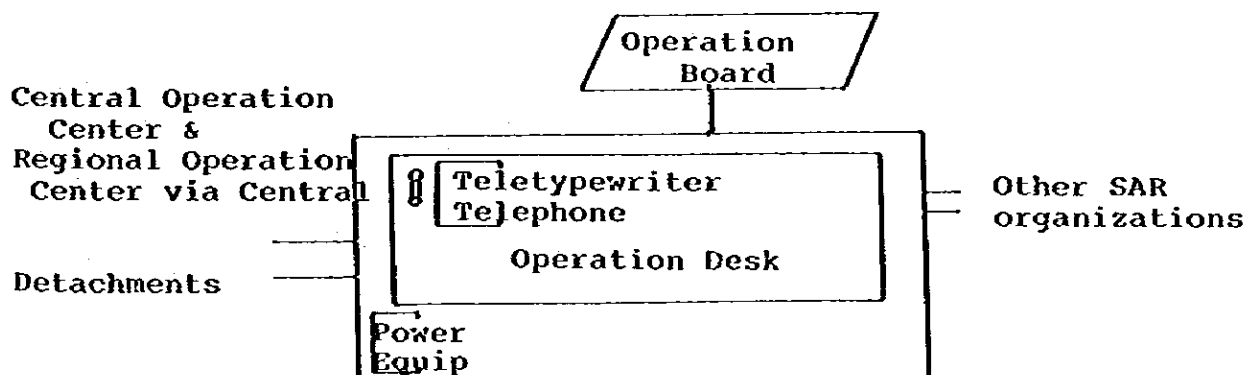 Operation
Board
Central Operation
Center &
Regional Operation
Center via Central
Detachments
Teletypewriter
Telephone
Operation Desk
Power
Equip
Other SAR
organizations